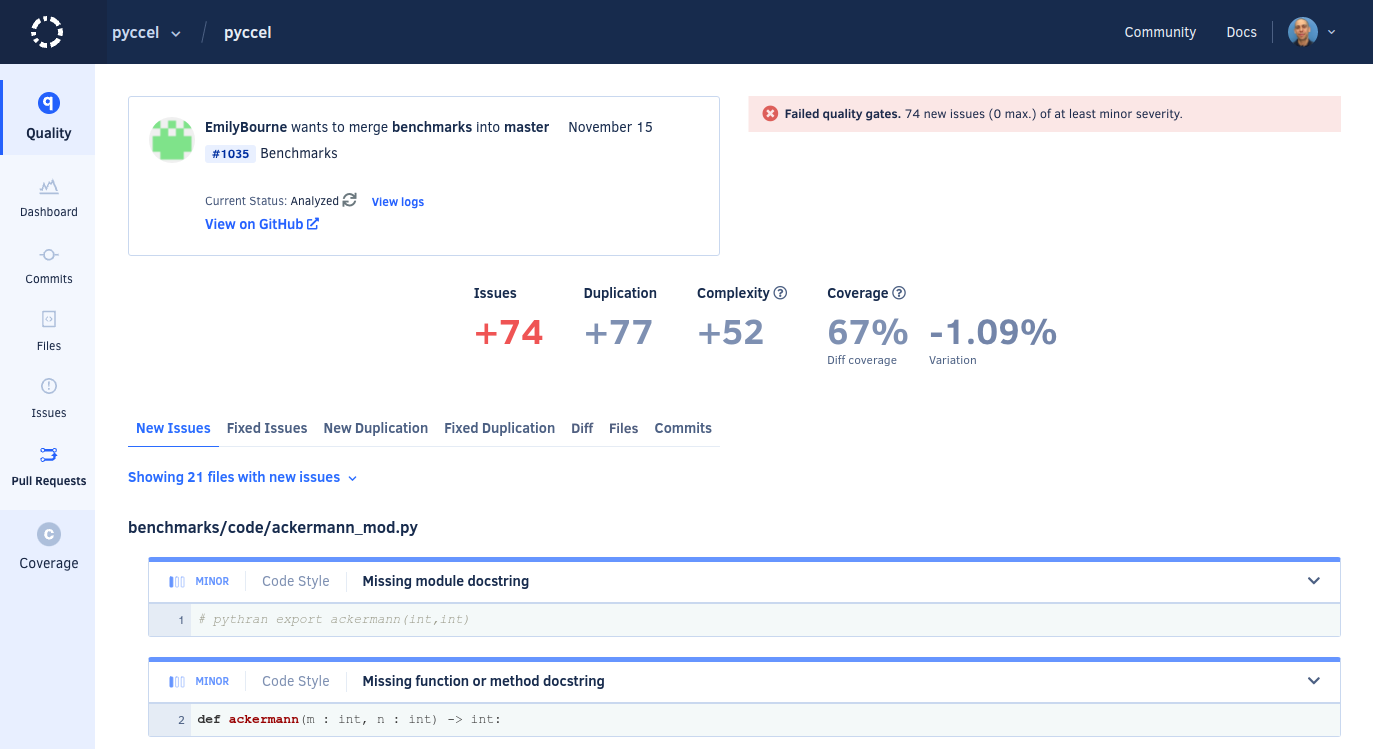 pyccel / pyccel Community Docs
Quality
Dashboard
Commits
Files
Issues
Pull Requests
C
Coverage
EmilyBourne wants to merge benchmarks into master November 15
#1035 Benchmarks
Current Status: Analyzed View logs
View on GitHub
Failed quality gates. 74 new issues (0 max.) of at least minor severity.
Issues Duplication Complexity ? Coverage ?
+74 +77 +52 67% -1.09%
Diff coverage Variation
New Issues Fixed Issues New Duplication Fixed Duplication Diff Files Commits
Showing 21 files with new issues
benchmarks/code/ackermann_mod.py
MINOR Code Style Missing module docstring
1 # pythran export ackermann(int,int)
MINOR Code Style Missing function or method docstring
2 def ackermann(m : int, n : int) -> int: